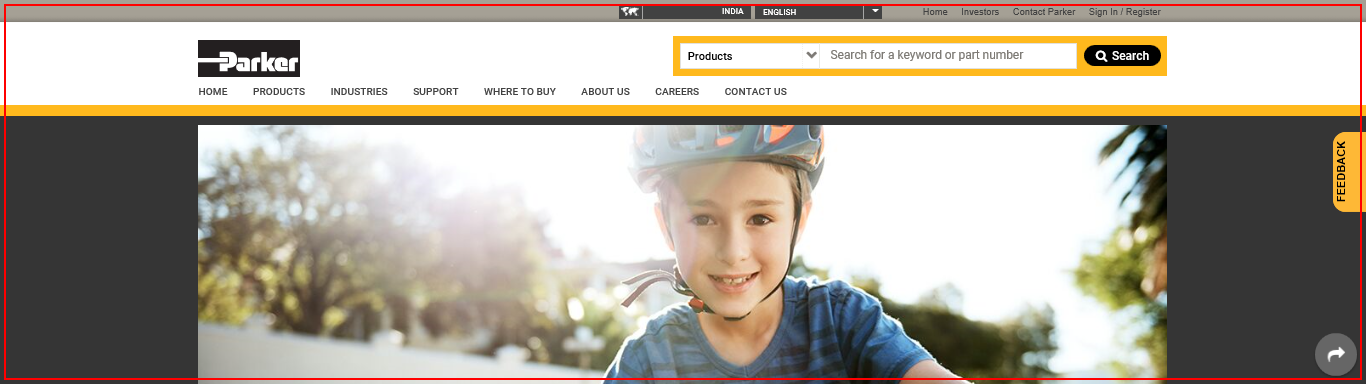 INDIA ENGLISH Home Investors Contact Parker Sign In / Register
Parker
Products Search for a keyword or part number Search
HOME PRODUCTS INDUSTRIES SUPPORT WHERE TO BUY ABOUT US CAREERS CONTACT US
FEEDBACK